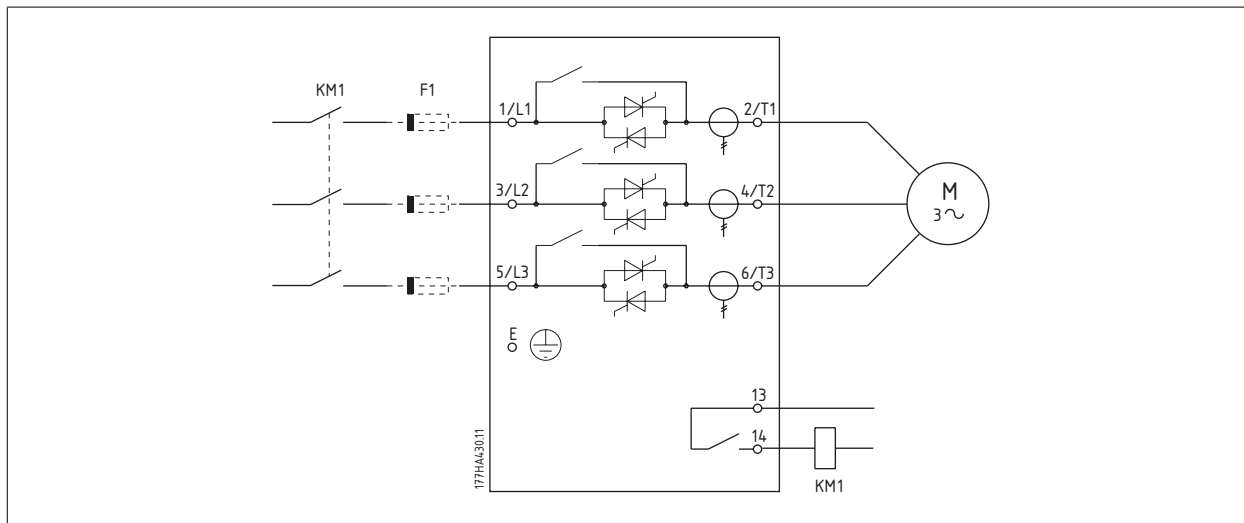 KM1
F1
1/L1
2/T1
3/L2
4/T2
M
3
5/L3
6/T3
E
13
14
KM1
177HA430.11